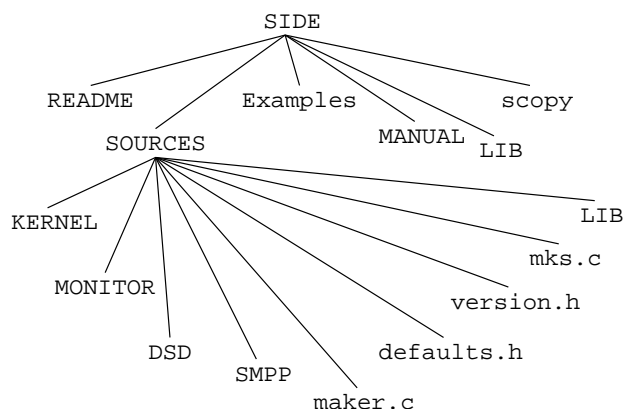 SIDE
README
Examples
scopy
MANUAL
SOURCES
LIB
KERNEL
LIB
mks.c
MONITOR
version.h
DSD
defaults.h
SMPP
maker.c